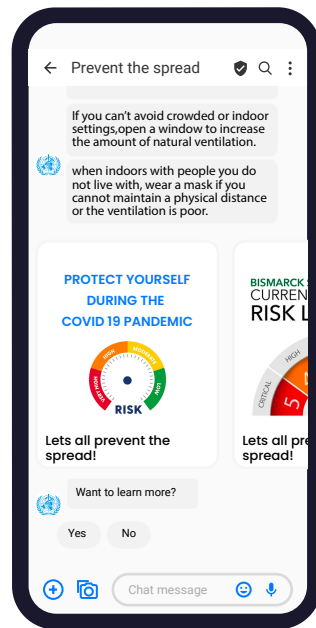 Prevent the spread
If you can't avoid crowded or indoor
settings,open a window to increase
the amount of natural ventilation.
when indoors with people you do
not live with, wear a mask if you
cannot maintain a physical distance
or the ventilation is poor.
PROTECT YOURSELF
DURING THE
COVID 19 PANDEMIC
VERY HIGH
HIGH
MODERATE
LOW
RISK
Lets all prevent the
spread!
BISMARCK
CURREN
RISK L
HIGH
CRITICAL
5
Lets all pre
spread!
Want to learn more?
Yes No
Chat message